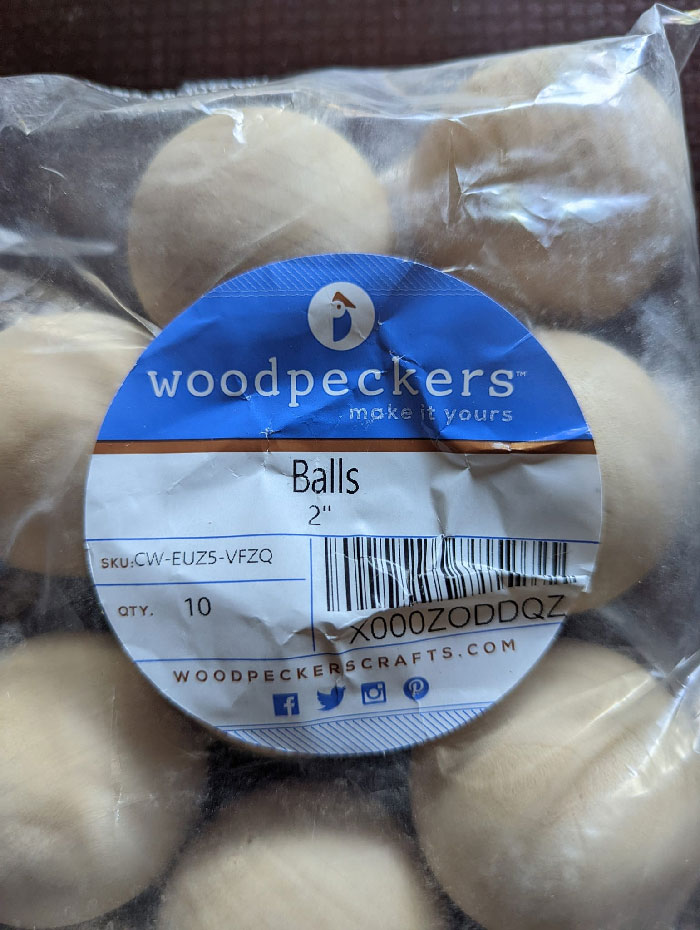 woodpeckers™
make it yours
Balls
2"
SKU:CW-EUZ5-VFZQ
QTY. 10
X000ZODDQZ
WOODPECKERSCRAFTS.COM